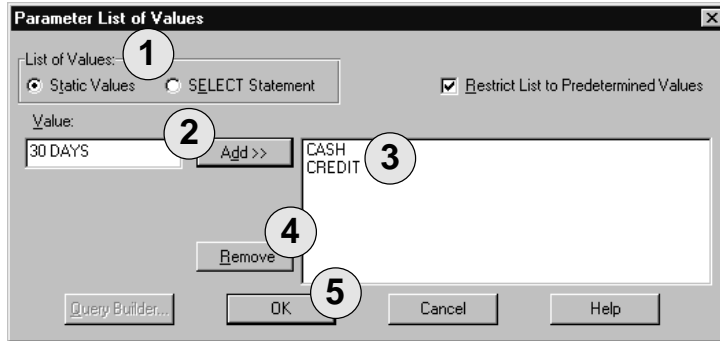 Parameter List of Values
List of Values:
1
Static Values
SELECT Statement
Restrict List to Predetermined Values
Value:
2
30 DAYS
Add >>
CASH
CREDIT
3
4
Remove
5
Query Builder...
OK
Cancel
Help